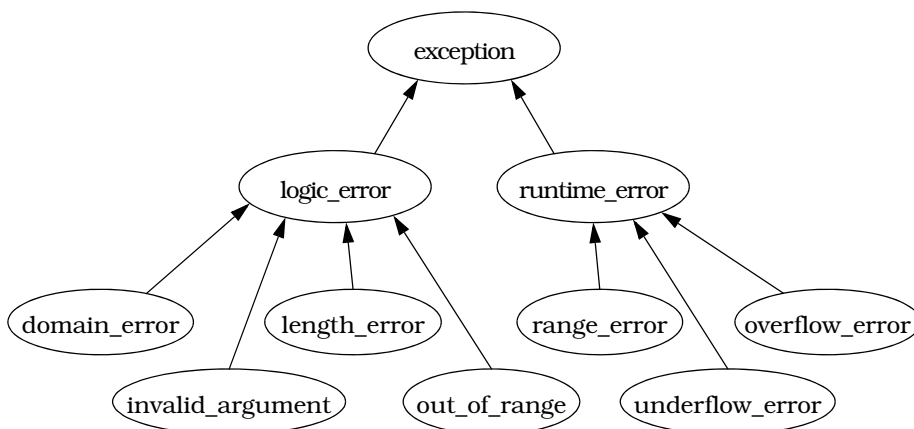 exception
logic_error
runtime_error
domain_error
length_error
range_error
overflow_error
invalid_argument
out_of_range
underflow_error